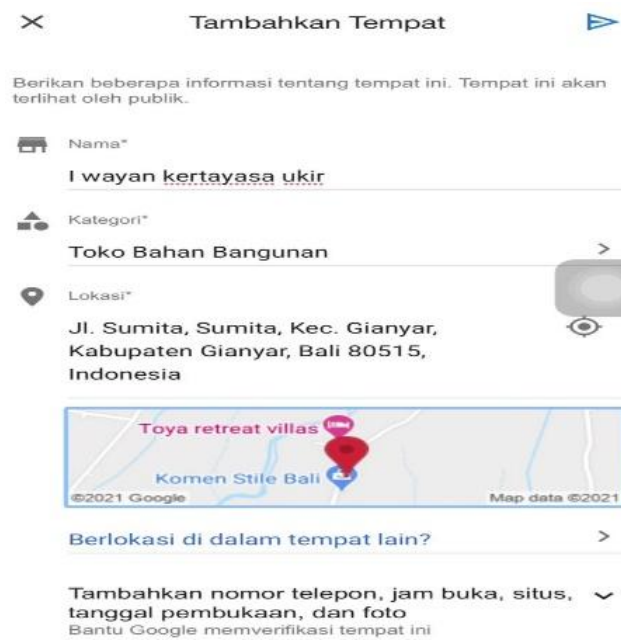 Tambahkan Tempat
Berikan beberapa informasi tentang tempat ini. Tempat ini akan
terlihat oleh publik.
Nama*
I wayan kertayasa ukir
Kategori*
Toko Bahan Bangunan
Lokasi*
Jl. Sumita, Sumita, Kec. Gianyar,
Kabupaten Gianyar, Bali 80515,
Indonesia
Toya retreat villas
Komen Stile Bali
©2021 Google
Map data ©2021
Berlokasi di dalam tempat lain?
Tambahkan nomor telepon, jam buka, situs,
tanggal pembukaan, dan foto
Bantu Google memverifikasi tempat ini